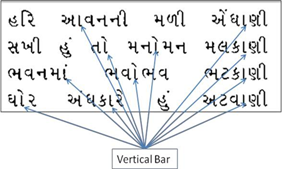 હરિ આવનની મળી એંધાણી
સખી હું તો મનોમન મલકાણી
ભવનમાં ભવોભવ ભટકાણી
ઘોર અંધકારે હું અટવાણી
Vertical Bar